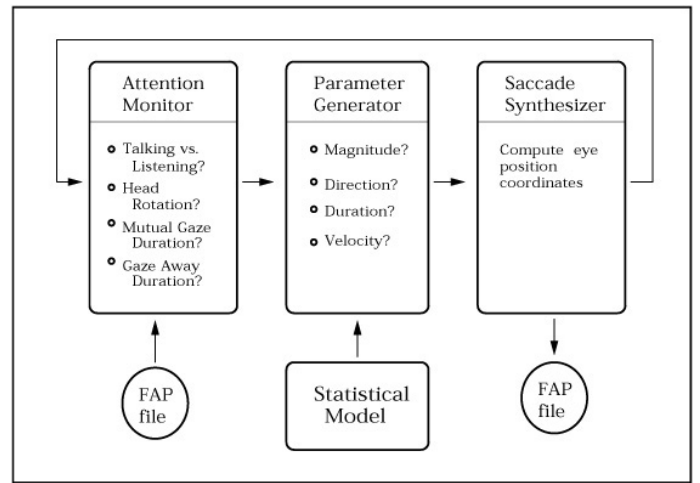 Attention
Monitor
Talking vs.
Listening?
Head
Rotation?
Mutual Gaze
Duration?
Gaze Away
Duration?
Parameter
Generator
Magnitude?
Direction?
Duration?
Velocity?
Saccade
Synthesizer
Compute eye
position
coordinates
FAP
file
Statistical
Model
FAP
file